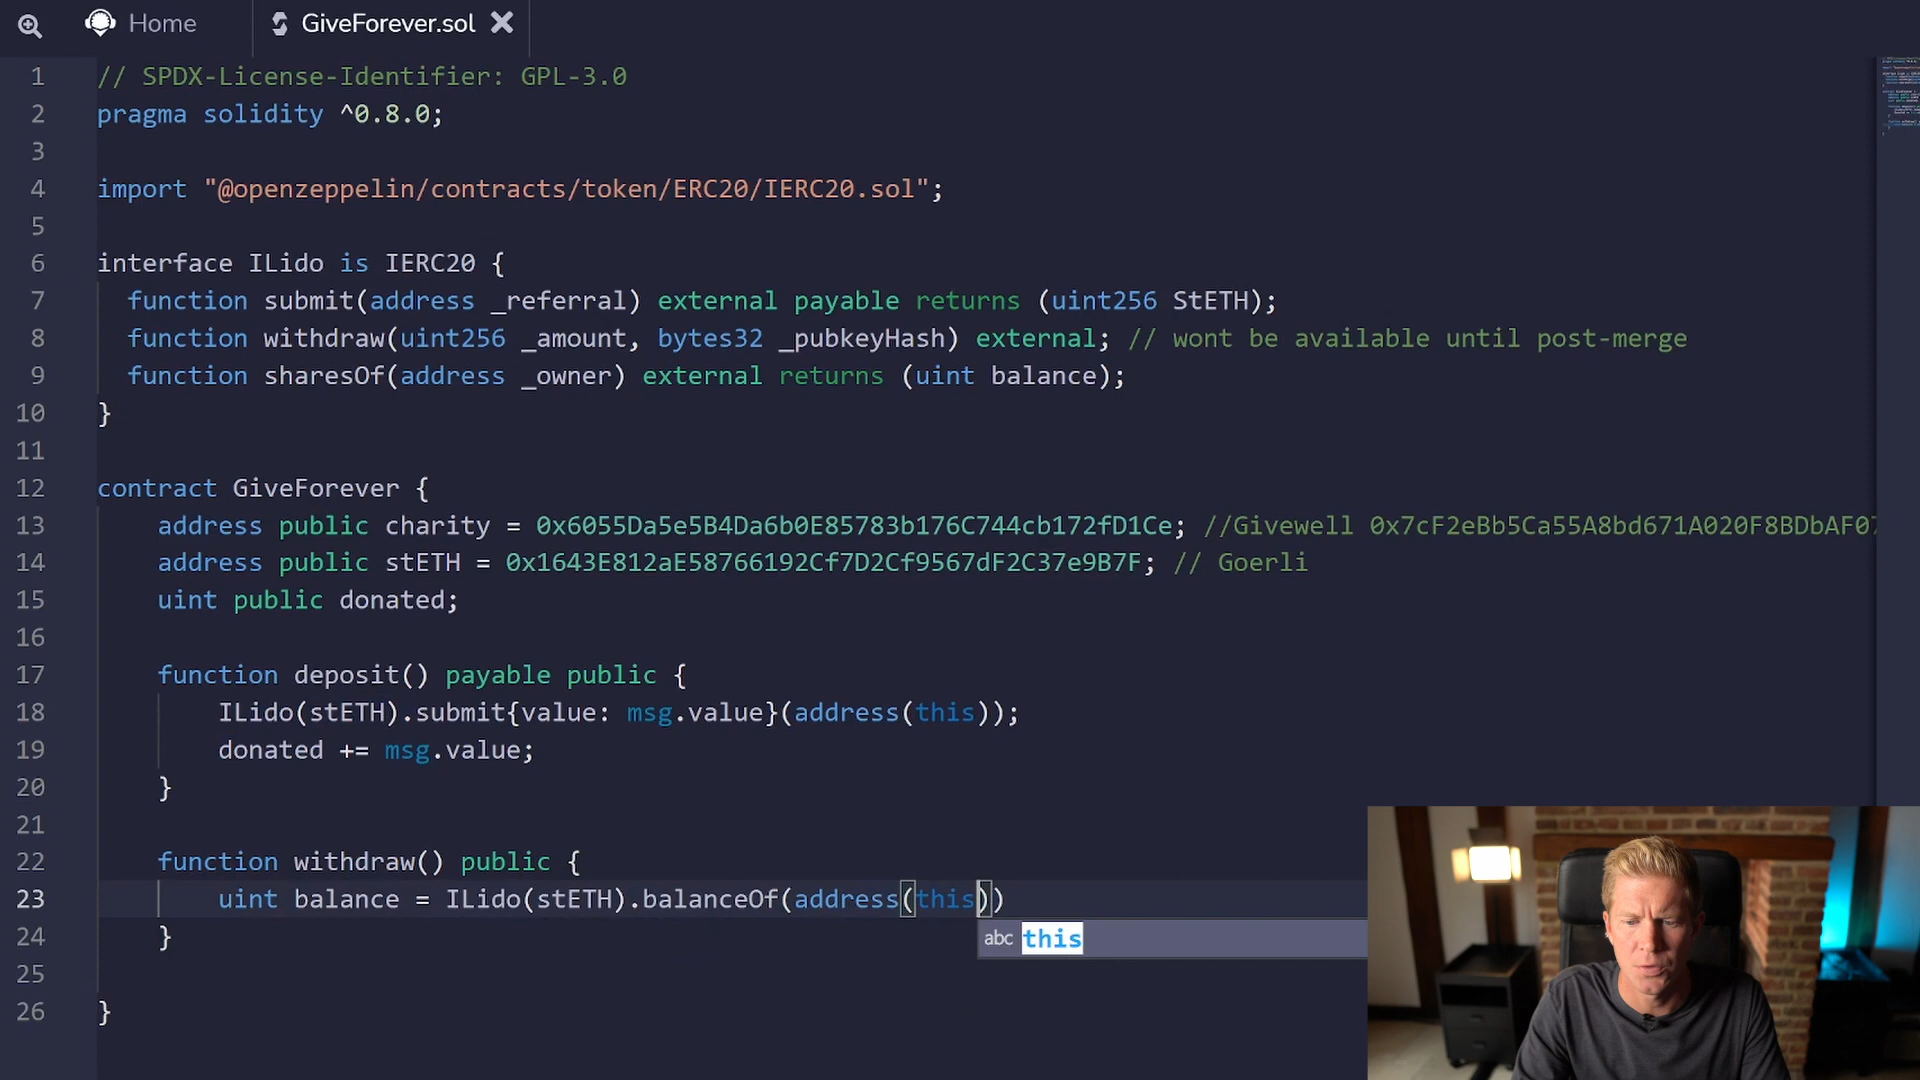 Home
GiveForever.sol
1 // SPDX-License-Identifier: GPL-3.0
2 pragma solidity ^0.8.0;
3
4 import "@openzeppelin/contracts/token/ERC20/IERC20.sol";
5
6 interface ILido is IERC20 {
7 function submit(address _referral) external payable returns (uint256 StETH);
8 function withdraw(uint256 _amount, bytes32 _pubkeyHash) external; // wont be available until post-merge
9 function sharesOf(address _owner) external returns (uint balance);
10 }
11
12 contract GiveForever {
13 address public charity = 0x6055Da5e5B4Da6b0E85783b176C744cb172fD1Ce; //Givewell 0x7cF2eBb5Ca55A8bd671A020F8BDbAF07
14 address public stETH = 0x1643E812aE58766192Cf7D2Cf9567dF2C37e9B7F; // Goerli
15 uint public donated;
16
17 function deposit() payable public {
18 ILido(stETH).submit{value: msg.value}(address(this));
19 donated += msg.value;
20 }
21
22 function withdraw() public {
23 uint balance = ILido(stETH).balanceOf(address(this))
abc this
24 }
25
26 }